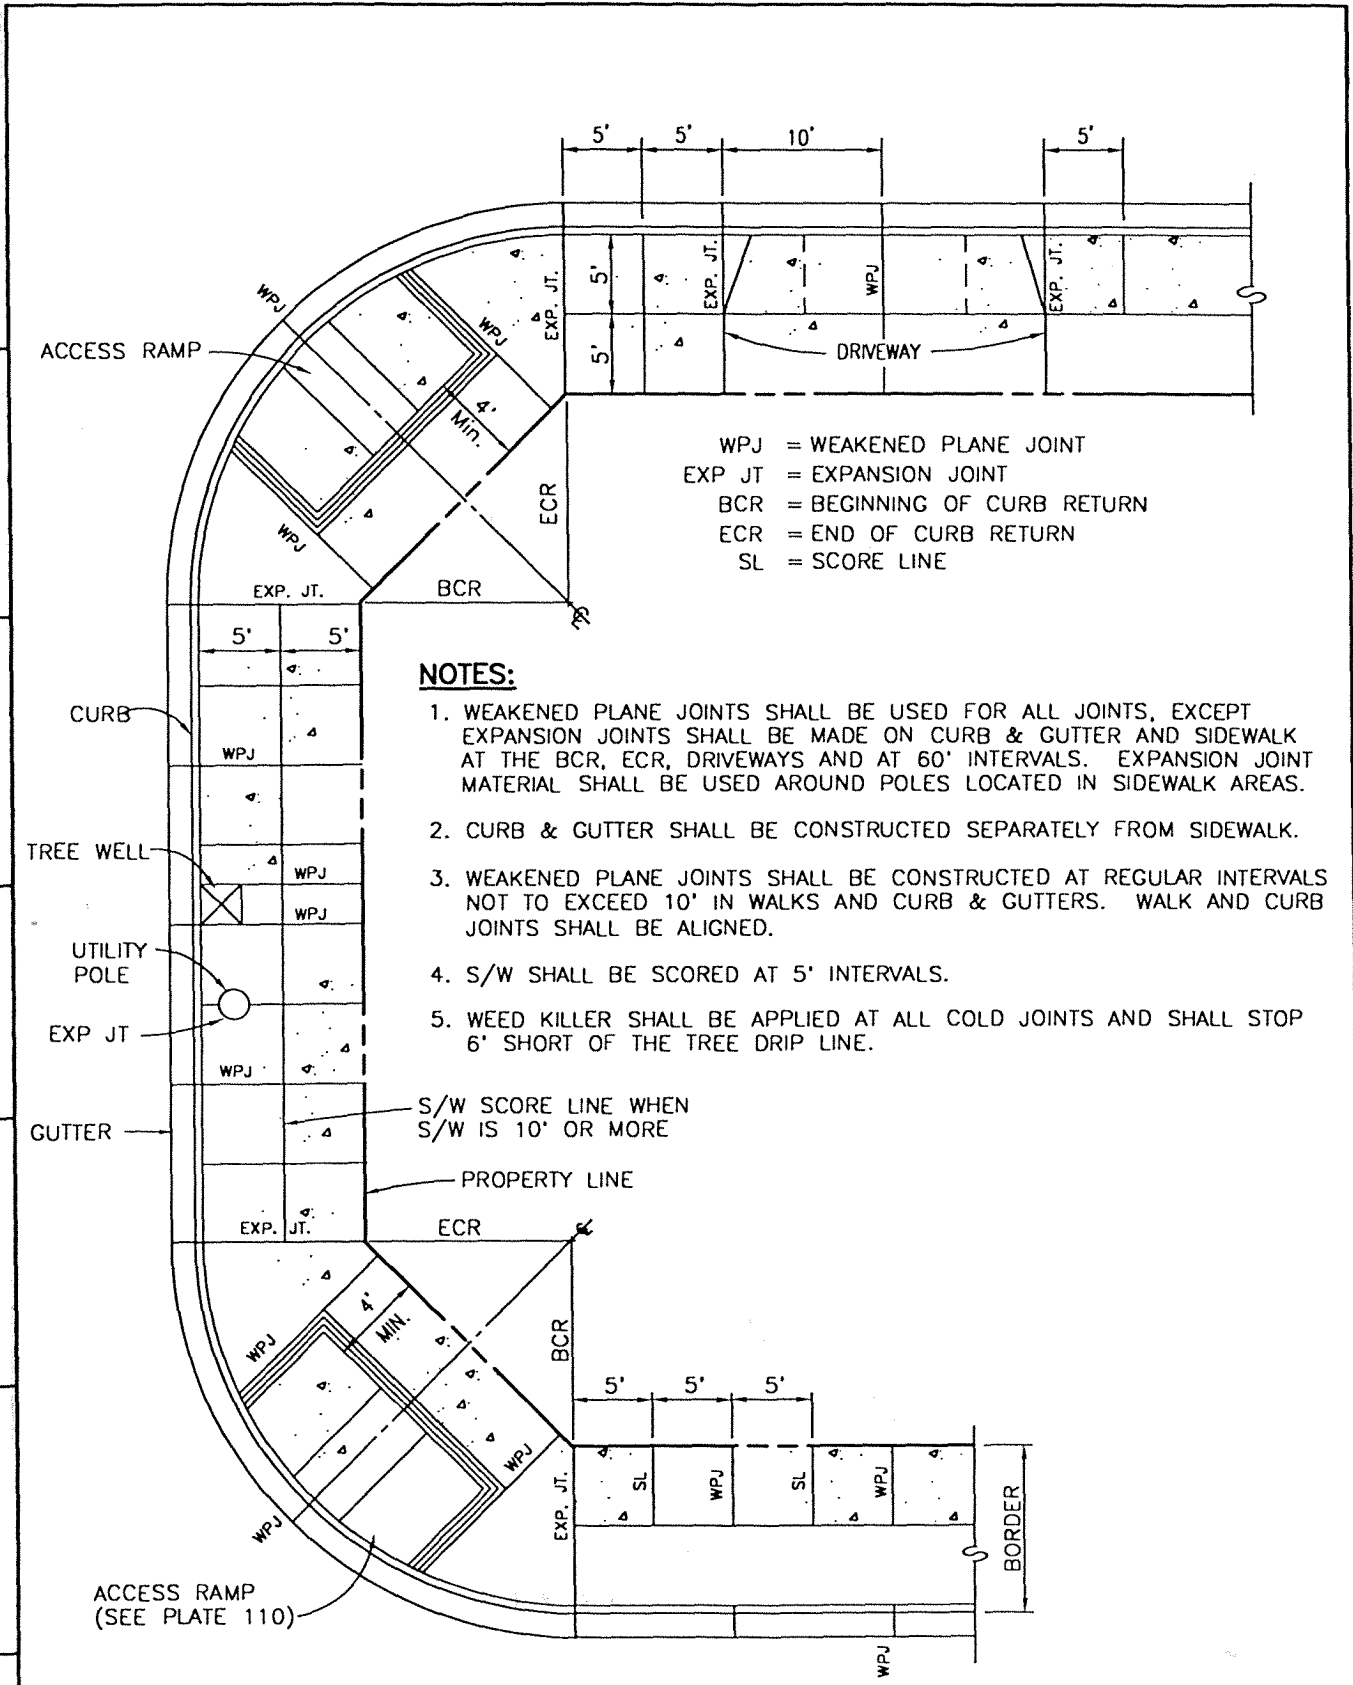 5' 5' 10' 5'
WPJ
ACCESS RAMP
WPJ
EXP. JT.
5'
5'
EXP. JT.
WPJ
EXP. JT.
DRIVEWAY
4'
Min.
WPJ
ECR
WPJ = WEAKENED PLANE JOINT
EXP JT = EXPANSION JOINT
BCR = BEGINNING OF CURB RETURN
ECR = END OF CURB RETURN
SL = SCORE LINE
EXP. JT.
BCR
5' 5'
CURB
WPJ
TREE WELL
WPJ
WPJ
UTILITY
POLE
EXP JT
WPJ
GUTTER
NOTES:
1. WEAKENED PLANE JOINTS SHALL BE USED FOR ALL JOINTS, EXCEPT
EXPANSION JOINTS SHALL BE MADE ON CURB & GUTTER AND SIDEWALK
AT THE BCR, ECR, DRIVEWAYS AND AT 60' INTERVALS. EXPANSION JOINT
MATERIAL SHALL BE USED AROUND POLES LOCATED IN SIDEWALK AREAS.
2. CURB & GUTTER SHALL BE CONSTRUCTED SEPARATELY FROM SIDEWALK.
3. WEAKENED PLANE JOINTS SHALL BE CONSTRUCTED AT REGULAR INTERVALS
NOT TO EXCEED 10' IN WALKS AND CURB & GUTTERS. WALK AND CURB
JOINTS SHALL BE ALIGNED.
4. S/W SHALL BE SCORED AT 5' INTERVALS.
5. WEED KILLER SHALL BE APPLIED AT ALL COLD JOINTS AND SHALL STOP
6' SHORT OF THE TREE DRIP LINE.
S/W SCORE LINE WHEN
S/W IS 10' OR MORE
PROPERTY LINE
EXP. JT.
ECR
4'
MIN.
WPJ
BCR
5' 5' 5'
WPJ
EXP. JT.
SL
WPJ
SL
WPJ
BORDER
WPJ
ACCESS RAMP
(SEE PLATE 110)
WPJ